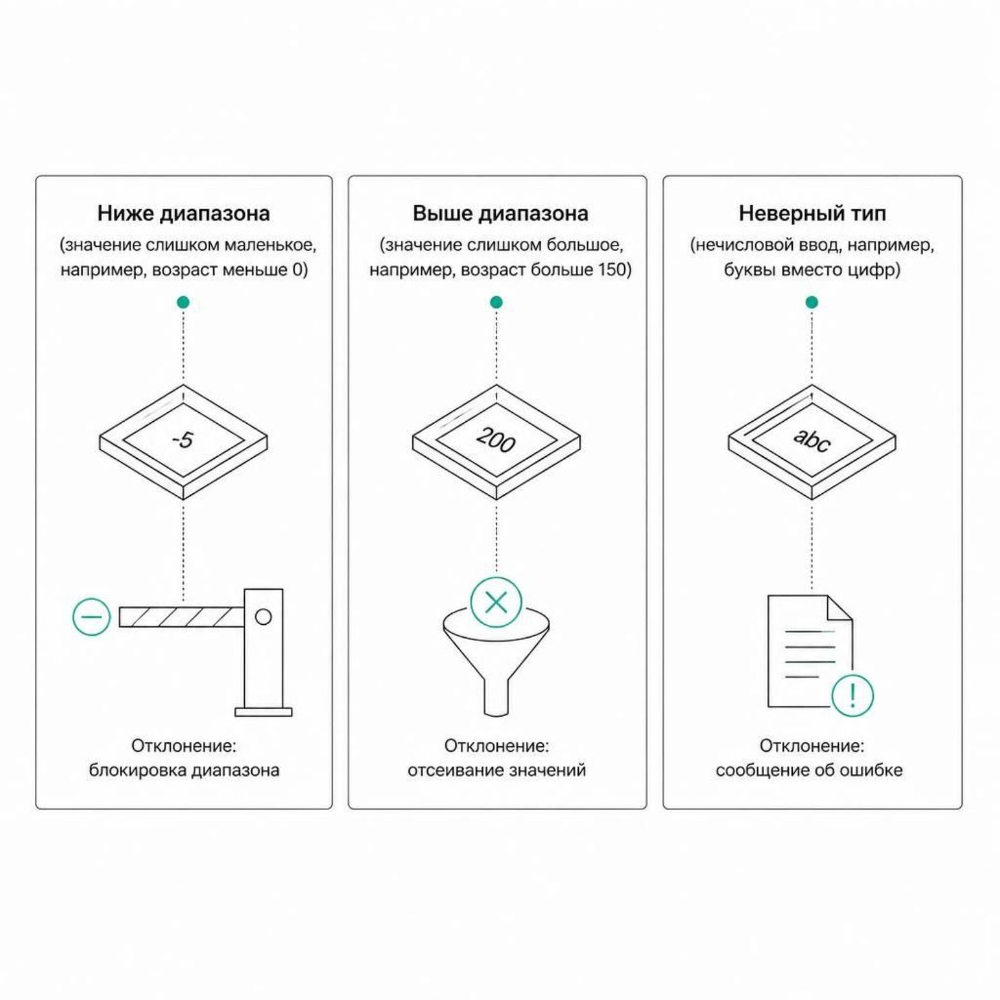 Ниже диапазона
(значение слишком маленькое,
например, возраст меньше 0)
-5
Отклонение:
блокировка диапазона
Выше диапазона
(значение слишком большое,
например, возраст больше 150)
200
Отклонение:
отсеивание значений
Неверный тип
(нечисловой ввод, например,
буквы вместо цифр)
abc
!
Отклонение:
сообщение об ошибке